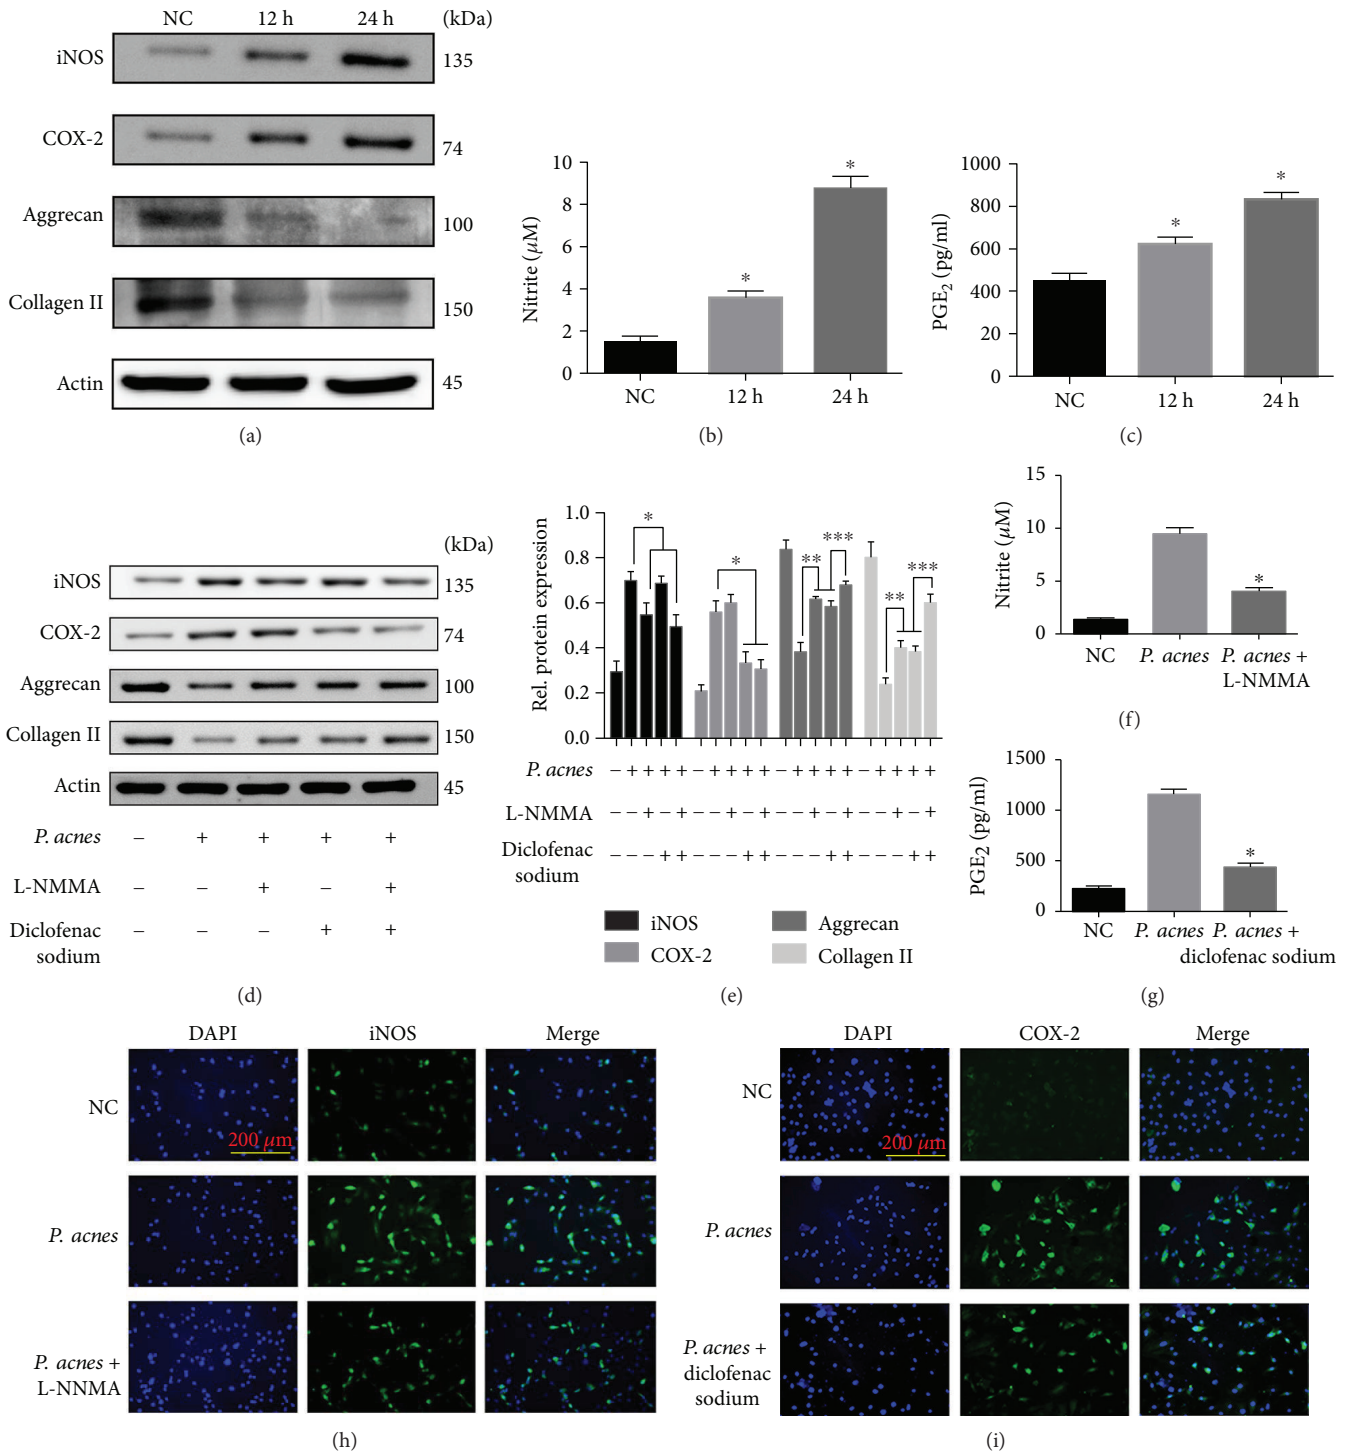 NC 12 h 24 h (kDa)
iNOS 135
COX-2 74
Aggrecan 100
Collagen II 150
Actin 45
(a)
Nitrite (μM)
10
8
6
4
2
0
NC 12 h 24 h
* *
(b)
PGE2 (pg/ml)
1000
800
600
400
20
0
NC 12 h 24 h
* *
(c)
(kDa)
iNOS 135
COX-2 74
Aggrecan 100
Collagen II 150
Actin 45
P. acnes – + + + +
L-NMMA – – + – +
Diclofenac sodium – – – + +
(d)
Rel. protein expression
1.0
0.8
0.6
0.4
0.2
0.0
* * ** *** ** ***
P. acnes – + + + + – + + + + – + + + + – + + + +
L-NMMA – – + – + – – + – + – – + – + – – + – +
Diclofenac sodium – – – + + – – – + + – – – + + – – – + +
iNOS
COX-2
Aggrecan
Collagen II
(e)
Nitrite (μM)
15
10
5
0
*
NC P. acnes P. acnes +
L-NMMA
(f)
PGE2 (pg/ml)
1500
1000
500
0
*
NC P. acnes P. acnes +
diclofenac sodium
(g)
DAPI iNOS Merge
NC
200 μm
P. acnes
P. acnes +
L-NNMA
(h)
DAPI COX-2 Merge
NC
200 μm
P. acnes
P. acnes +
diclofenac
sodium
(i)